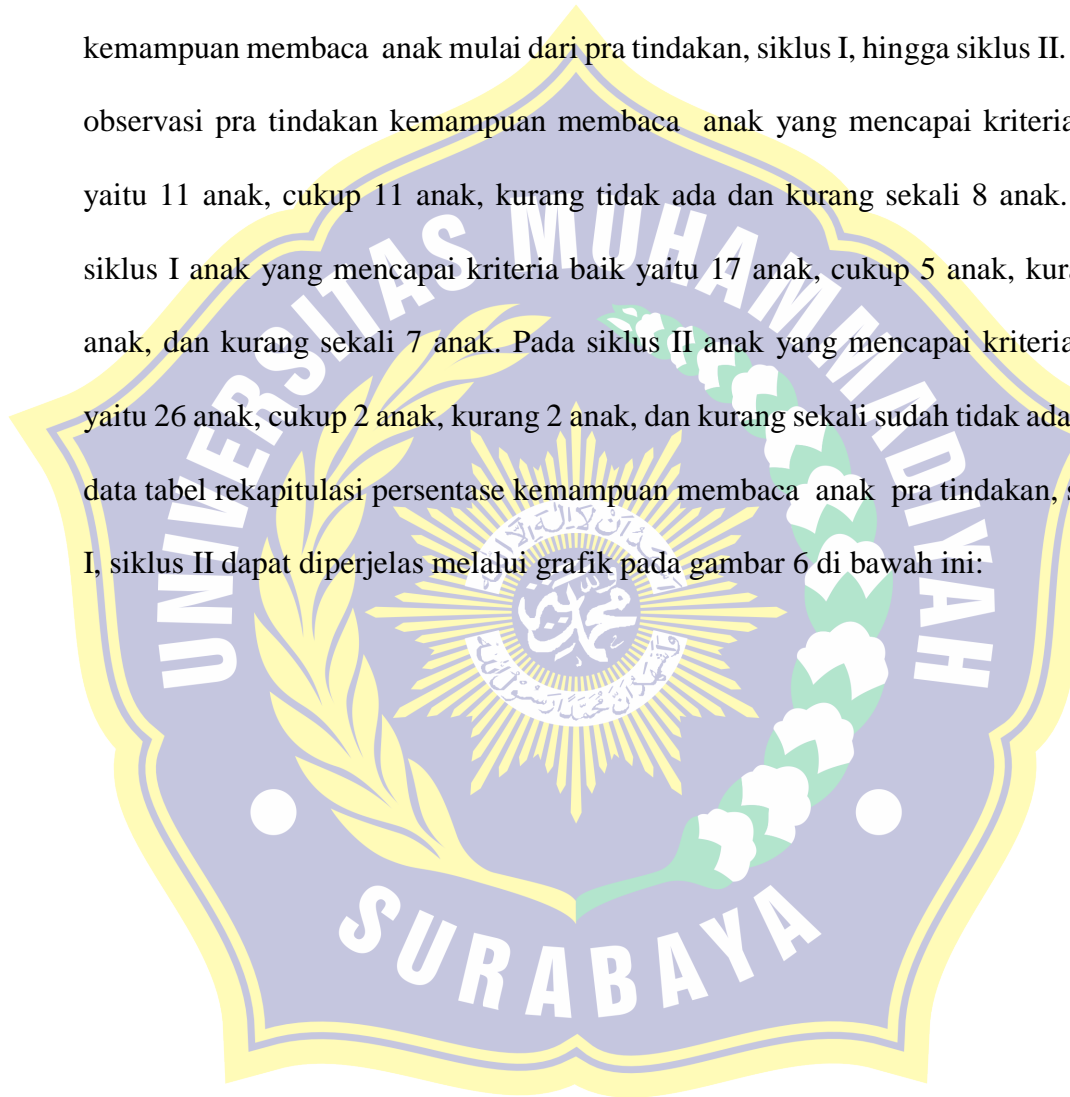 kemampuan membaca anak mulai dari pra tindakan, siklus I, hingga siklus II.
observasi pra tindakan kemampuan membaca anak yang mencapai kriteria
yaitu 11 anak, cukup 11 anak, kurang tidak ada dan kurang sekali 8 anak.
siklus I anak yang mencapai kriteria baik yaitu 17 anak, cukup 5 anak,
anak, dan kurang sekali 7 anak. Pada siklus II anak yang mencapai kriteria
yaitu 26 anak, cukup 2 anak, kurang 2 anak, dan kurang sekali sudah tidak ada
data tabel rekapitulasi persentase kemampuan membaca anak pra tindakan,
I, siklus II dapat diperjelas melalui grafik pada gambar 6 di bawah ini:
UNIVERSITAS MUHAMMADIYAH
SURABAYA